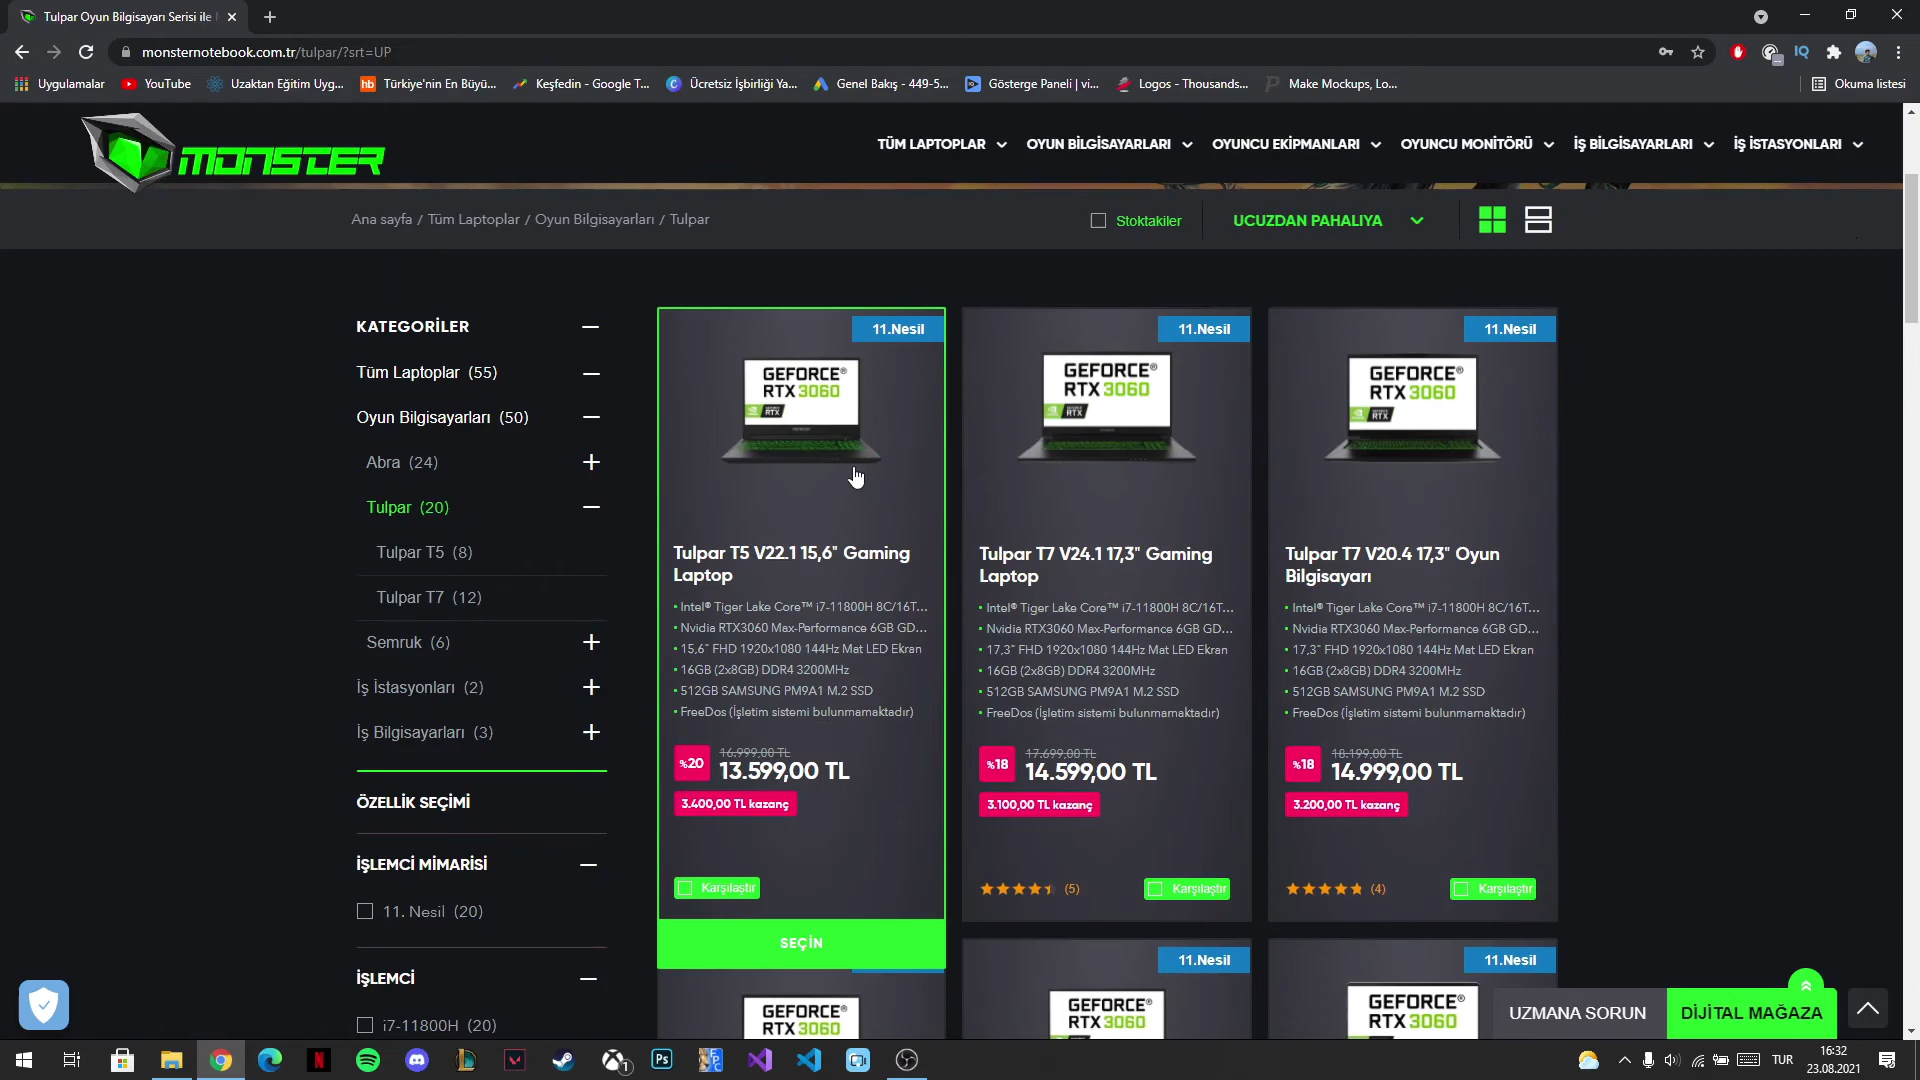 Tulpar Oyun Bilgisayarı Serisi ile
monsternotebook.com.tr/tulpar/?srt=UP
Uygulamalar
YouTube
Uzaktan Eğitim Uyg...
hb
Türkiye'nin En Büyü...
Keşfedin - Google T...
Ücretsiz İşbirliği Ya...
Genel Bakış - 449-5...
Gösterge Paneli | vi...
Logos - Thousands...
Make Mockups, Lo...
Okuma listesi
MONSTER
TÜM LAPTOPLAR
OYUN BİLGİSAYARLARI
OYUNCU EKİPMANLARI
OYUNCU MONİTÖRÜ
İŞ BİLGİSAYARLARI
İŞ İSTASYONLARI
Ana sayfa / Tüm Laptoplar / Oyun Bilgisayarları / Tulpar
Stoktakiler
UCUZDAN PAHALIYA
KATEGORİLER
Tüm Laptoplar (55)
Oyun Bilgisayarları (50)
Abra (24)
Tulpar (20)
Tulpar T5 (8)
Tulpar T7 (12)
Semruk (6)
İş İstasyonları (2)
İş Bilgisayarları (3)
ÖZELLİK SEÇİMİ
İŞLEMCİ MİMARİSİ
11. Nesil (20)
İŞLEMCİ
i7-11800H (20)
11.Nesil
GEFORCE®
RTX 3060
RTX
Tulpar T5 V22.1 15,6" Gaming
Laptop
• Intel® Tiger Lake Core™ i7-11800H 8C/16T...
• Nvidia RTX3060 Max-Performance 6GB GD...
• 15,6" FHD 1920x1080 144Hz Mat LED Ekran
• 16GB (2x8GB) DDR4 3200MHz
• 512GB SAMSUNG PM9A1 M.2 SSD
• FreeDos (İşletim sistemi bulunmamaktadır)
%20
16.999,00 TL
13.599,00 TL
3.400,00 TL kazanç
Karşılaştır
SEÇİN
11.Nesil
GEFORCE®
RTX 3060
RTX
Tulpar T7 V24.1 17,3" Gaming
Laptop
• Intel® Tiger Lake Core™ i7-11800H 8C/16T...
• Nvidia RTX3060 Max-Performance 6GB GD...
• 17,3" FHD 1920x1080 144Hz Mat LED Ekran
• 16GB (2x8GB) DDR4 3200MHz
• 512GB SAMSUNG PM9A1 M.2 SSD
• FreeDos (İşletim sistemi bulunmamaktadır)
%18
17.699,00 TL
14.599,00 TL
3.100,00 TL kazanç
(5)
Karşılaştır
11.Nesil
GEFORCE®
RTX 3060
RTX
Tulpar T7 V20.4 17,3" Oyun
Bilgisayarı
• Intel® Tiger Lake Core™ i7-11800H 8C/16T...
• Nvidia RTX3060 Max-Performance 6GB GD...
• 17,3" FHD 1920x1080 144Hz Mat LED Ekran
• 16GB (2x8GB) DDR4 3200MHz
• 512GB SAMSUNG PM9A1 M.2 SSD
• FreeDos (İşletim sistemi bulunmamaktadır)
%18
18.199,00 TL
14.999,00 TL
3.200,00 TL kazanç
(4)
Karşılaştır
GEFORCE®
RTX 3060
11.Nesil
GEFORCE®
RTX 3060
11.Nesil
GEFORCE®
RTX 3060
UZMANA SORUN
DİJİTAL MAĞAZA
TUR
16:32
23.08.2021